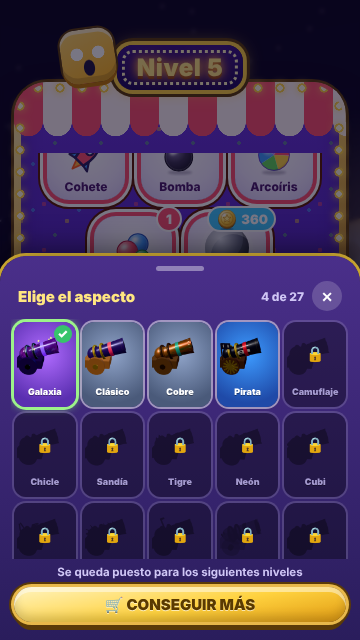 Nivel 5
Cohete
Bomba
Arcoíris
1
360
Elige el aspecto
4 de 27
Galaxia
Clásico
Cobre
Pirata
Camuflaje
Chicle
Sandía
Tigre
Neón
Cubi
Se queda puesto para los siguientes niveles
CONSEGUIR MÁS